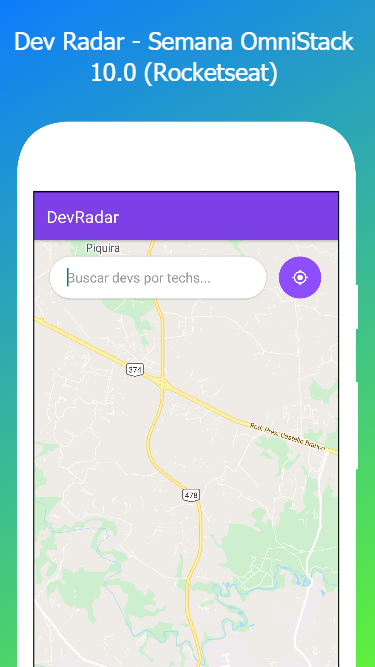 Dev Radar - Semana OmniStack
10.0 (Rocketseat)
DevRadar
Piquira
Buscar devs por techs...
374
Rod. Pres. Castello Branco
478